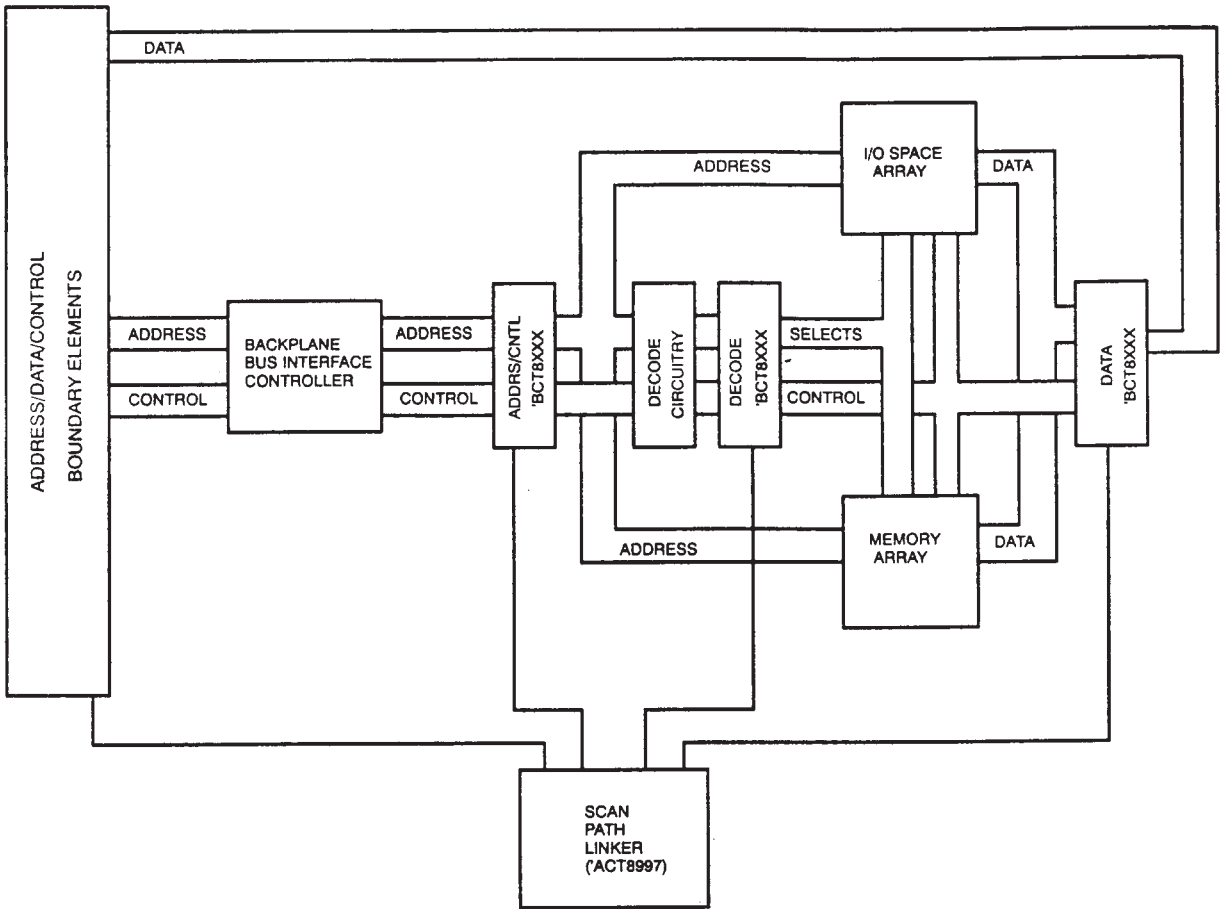 DATA
ADDRESS/DATA/CONTROL
BOUNDARY ELEMENTS
ADDRESS
CONTROL
BACKPLANE
BUS INTERFACE
CONTROLLER
ADDRESS
CONTROL
ADDRS/CNTL
'BCT8XXX
ADDRESS
I/O SPACE
ARRAY
DATA
DECODE
CIRCUITRY
DECODE
'BCT8XXX
SELECTS
CONTROL
DATA
'BCT8XXX
ADDRESS
MEMORY
ARRAY
DATA
SCAN
PATH
LINKER
('ACT8997)